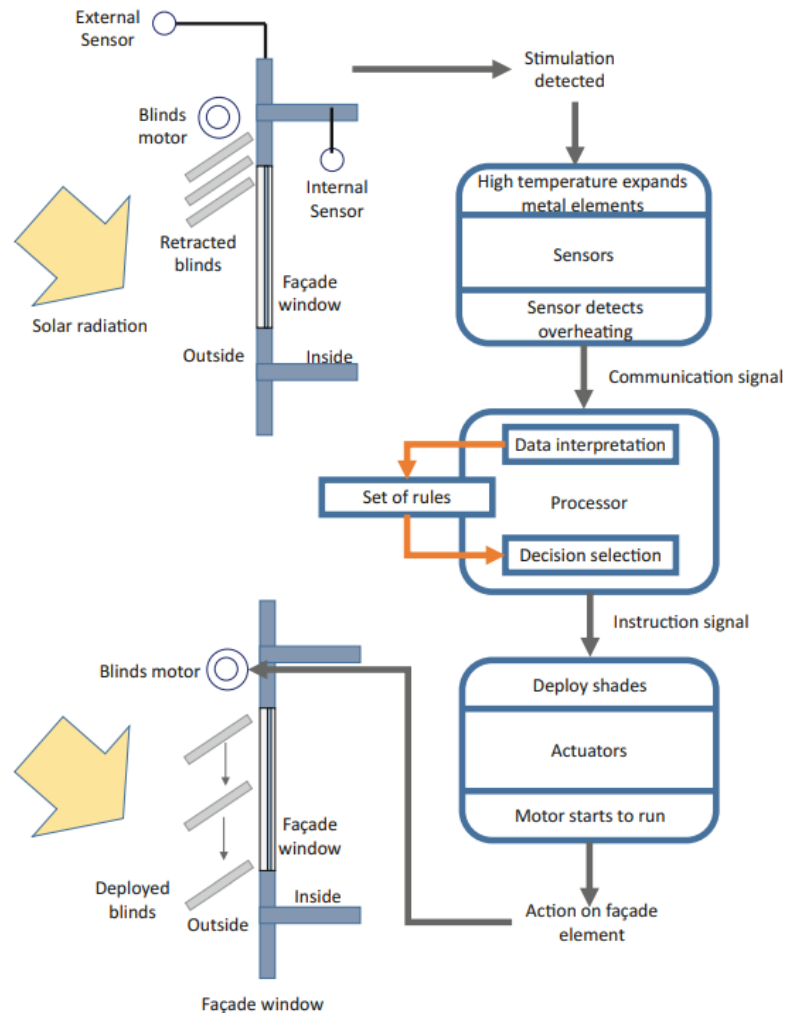 External
Sensor
Stimulation
detected
Blinds
motor
Internal
Sensor
Retracted
blinds
Façade
window
Solar radiation
Outside
Inside
High temperature expands
metal elements
Sensors
Sensor detects
overheating
Communication signal
Data interpretation
Set of rules
Processor
Decision selection
Instruction signal
Blinds motor
Deploy shades
Actuators
Motor starts to run
Façade
window
Deployed
blinds
Inside
Outside
Action on façade
element
Façade window